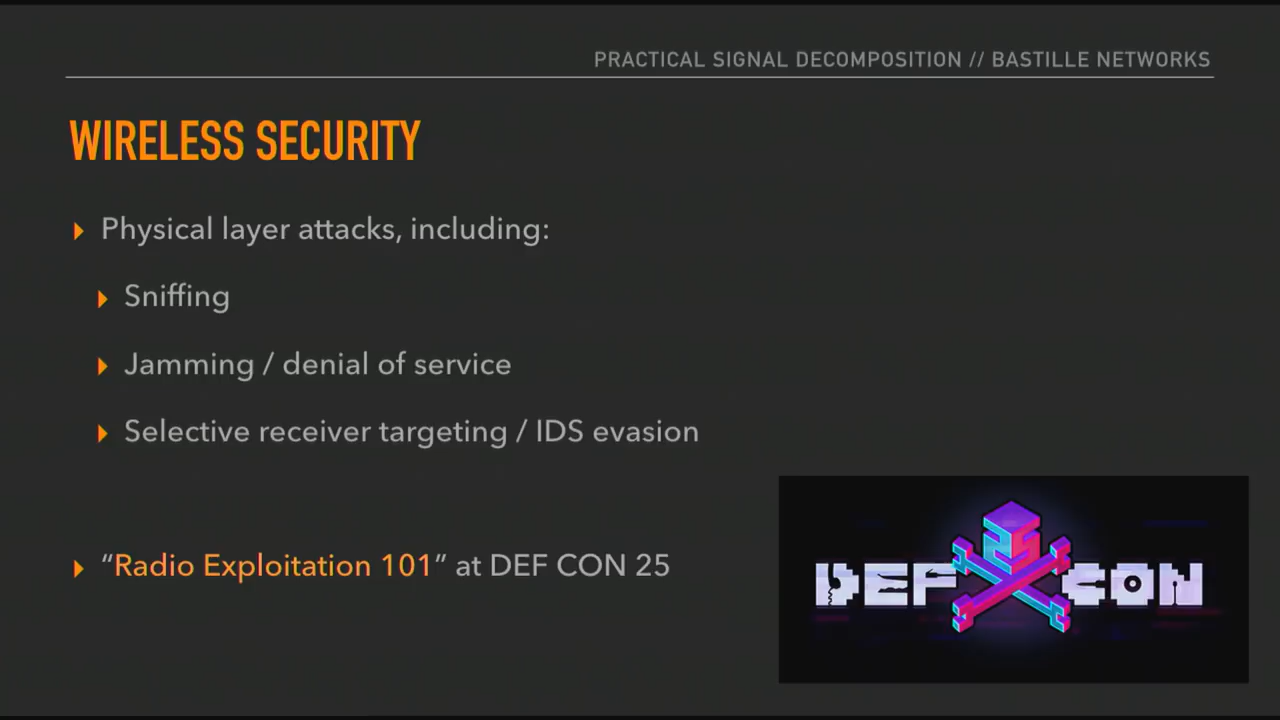 PRACTICAL SIGNAL DECOMPOSITION // BASTILLE NETWORKS
WIRELESS SECURITY
Physical layer attacks, including:
Sniffing
Jamming / denial of service
Selective receiver targeting / IDS evasion
“Radio Exploitation 101” at DEF CON 25
DEF 25 CON